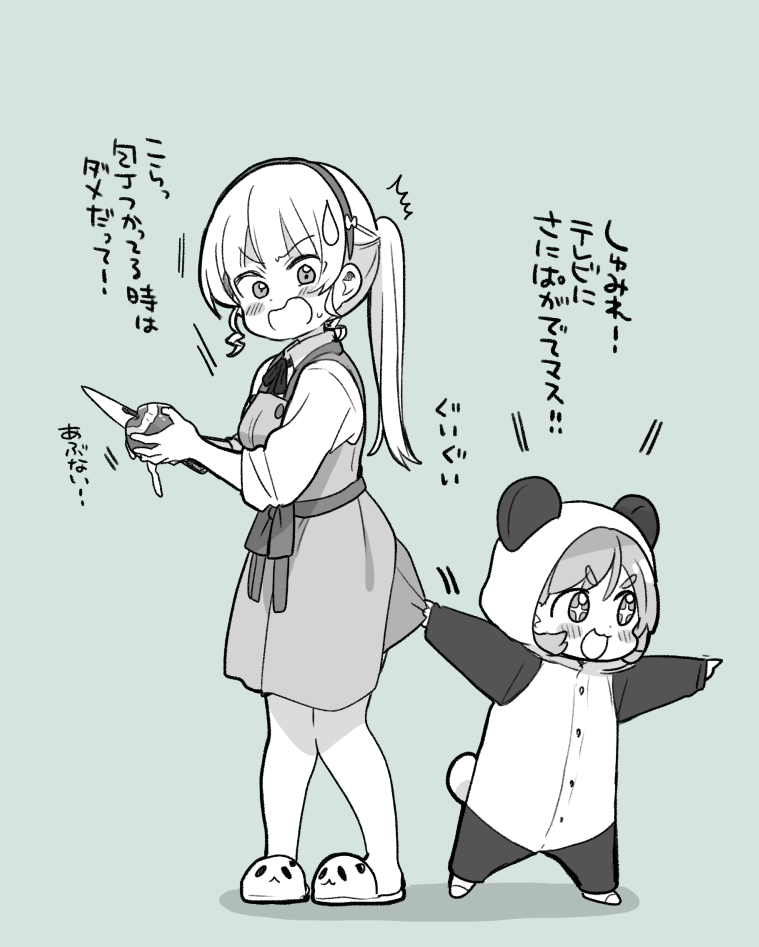 しゅみれー！
テレビに
さにぱがでてマス!!
ぐいぐい
こらっ
包丁つかってる時は
ダメだって－！
あぶないー！